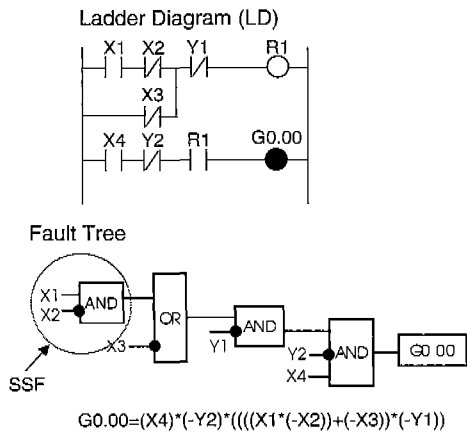 Ladder Diagram (LD)
X1 X2 Y1 R1
X3
X4 Y2 R1 G0.00
Fault Tree
X1 AND
X2
OR
X3
AND
Y1
Y2 AND G0 00
X4
SSF
G0.00=(X4)*(-Y2)*((((X1*(-X2))+(-X3))*(-Y1))